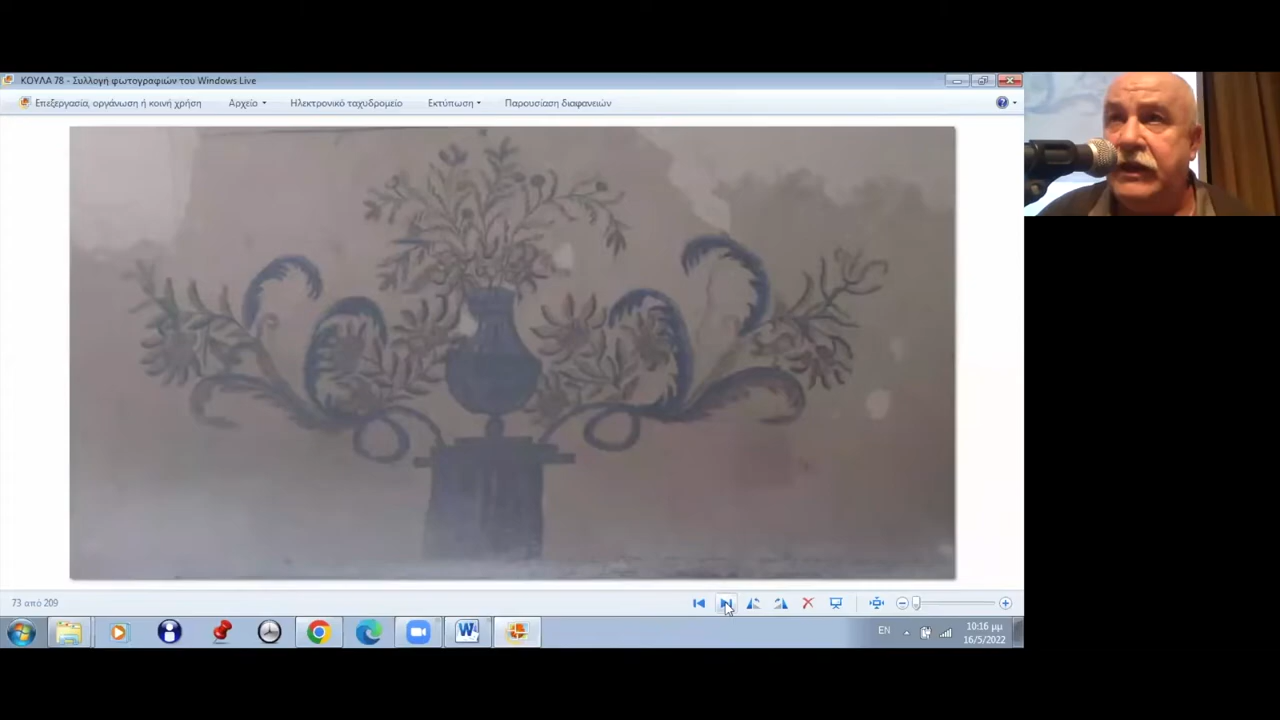 ΚΟΥΛΑ 78 - Συλλογή φωτογραφιών του Windows Live
Επεξεργασία, οργάνωση ή κοινή χρήση Αρχείο Ηλεκτρονικό ταχυδρομείο Εκτύπωση Παρουσίαση διαφανειών
73 από 209
W
EN
10:16 μμ
16/5/2022